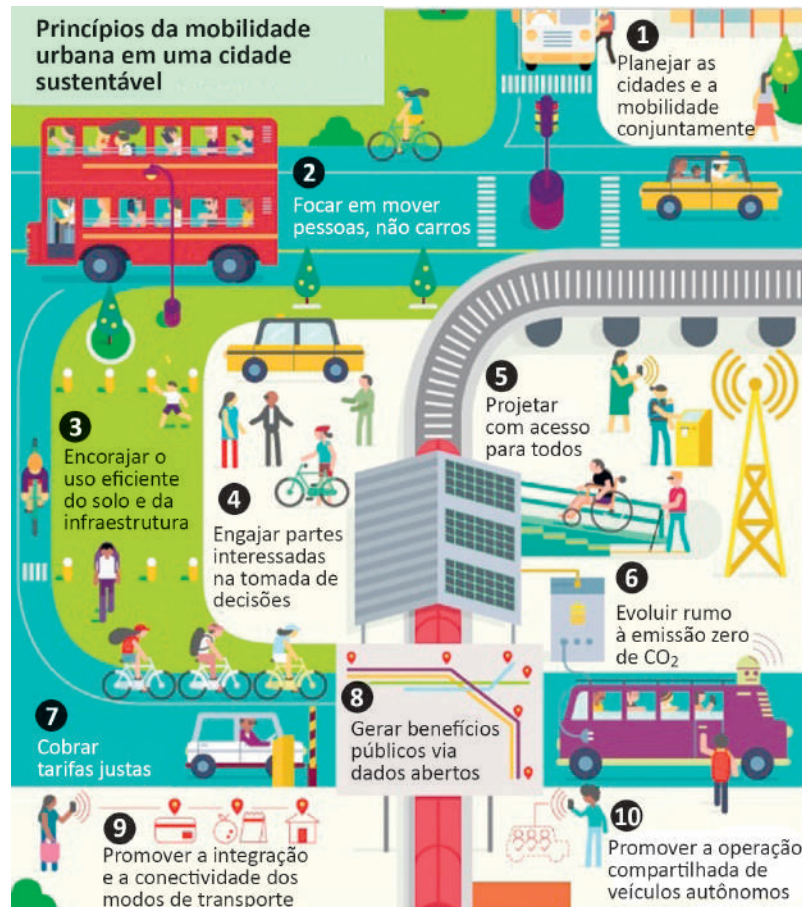 Princípios da mobilidade
urbana em uma cidade
sustentável
1
Planejar as
cidades e a
mobilidade
conjuntamente
2
Focar em mover
pessoas, não carros
3
Encorajar o
uso eficiente
do solo e da
infraestrutura
4
Engajar partes
interessadas
na tomada de
decisões
5
Projetar
com acesso
para todos
6
Evoluir rumo
à emissão zero
de CO₂
7
Cobrar
tarifas justas
8
Gerar benefícios
públicos via
dados abertos
9
Promover a integração
e a conectividade dos
modos de transporte
10
Promover a operação
compartilhada de
veículos autônomos